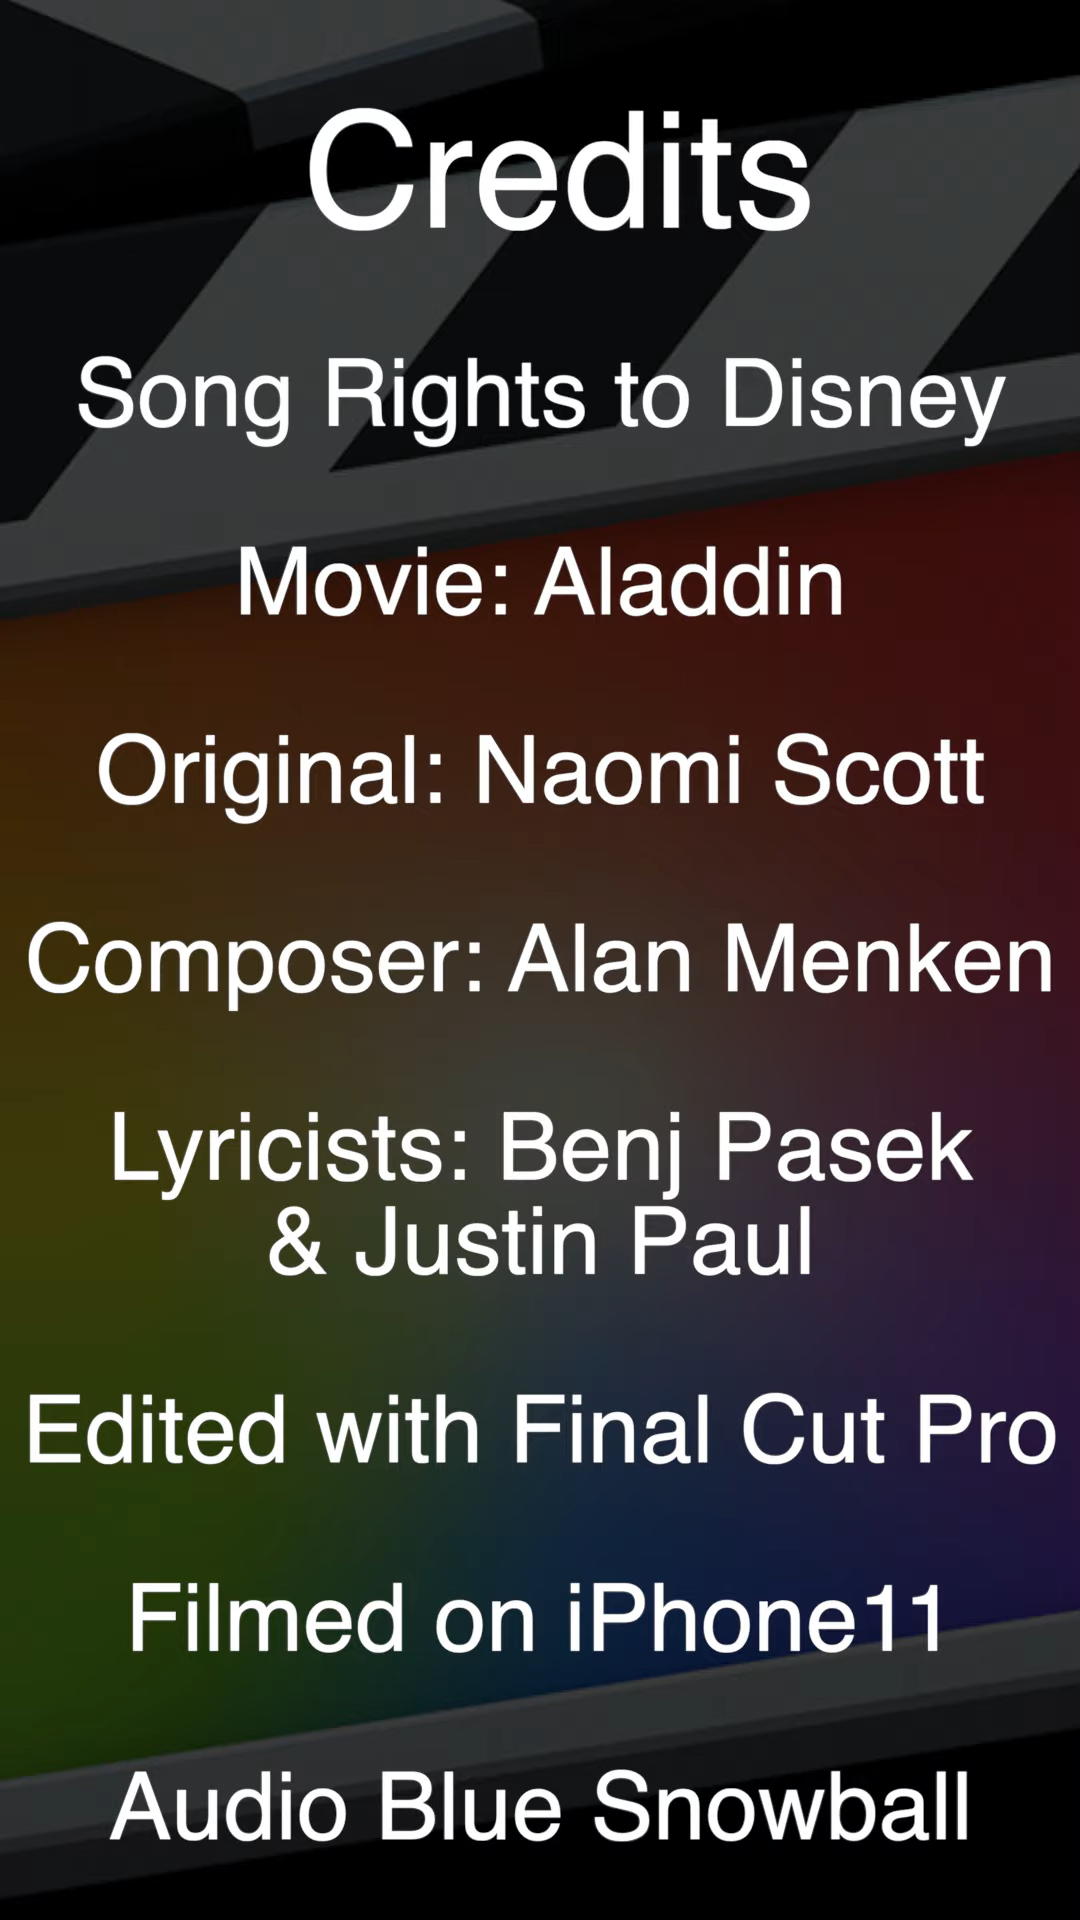 Credits
Song Rights to Disney
Movie: Aladdin
Original: Naomi Scott
Composer: Alan Menken
Lyricists: Benj Pasek
& Justin Paul
Edited with Final Cut Pro
Filmed on iPhone11
Audio Blue Snowball